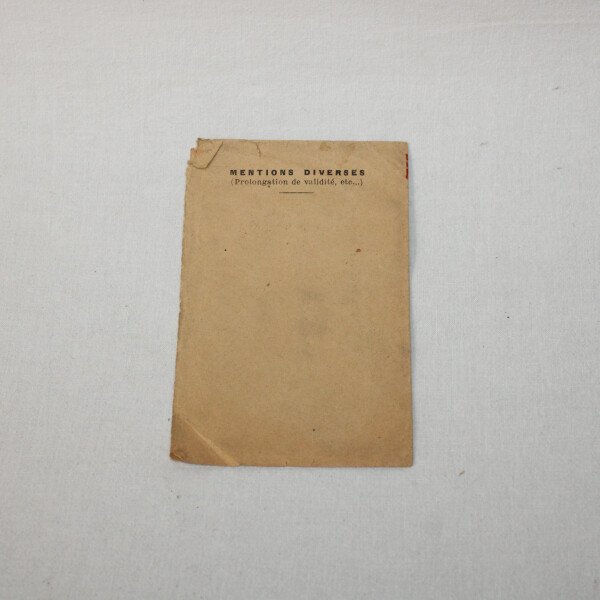 MENTIONS DIVERSES
(Prolongation de validité, etc...)